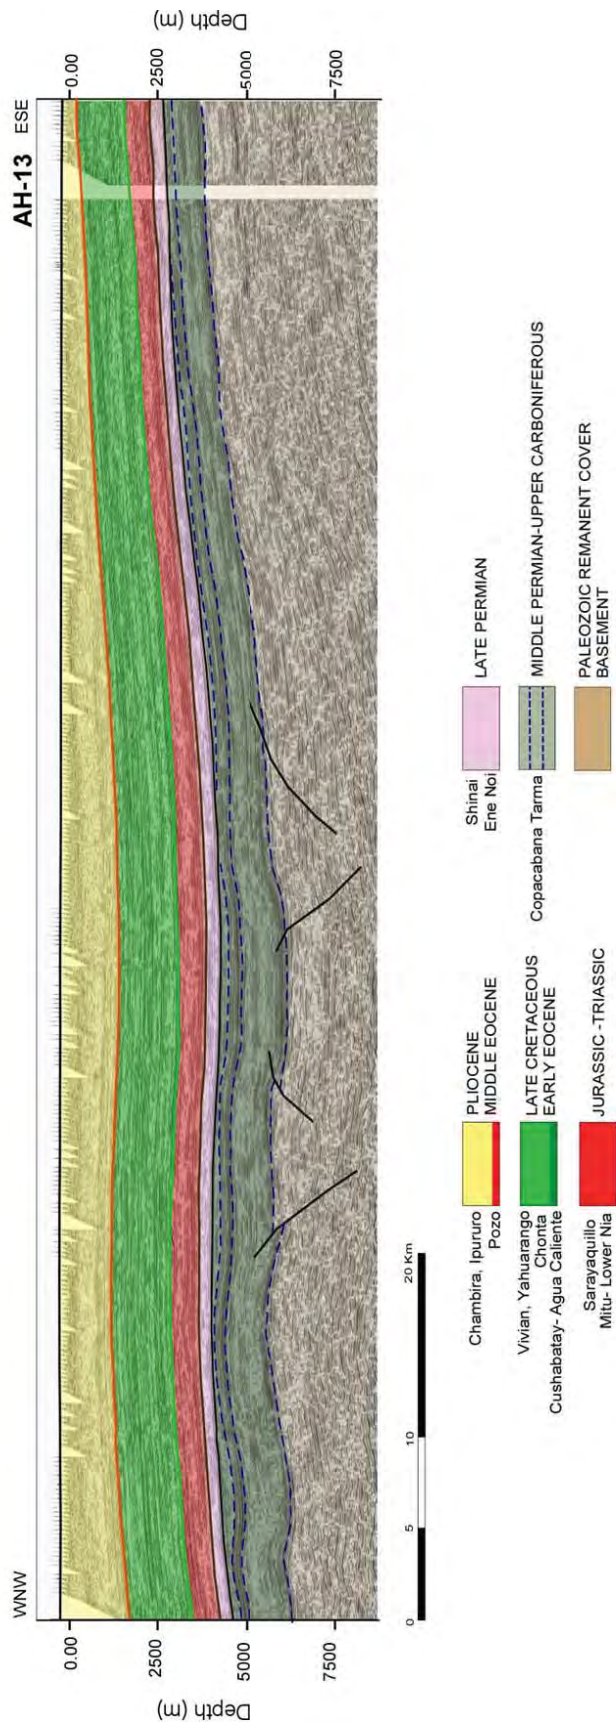 WNW
AH-13
ESE
Depth (m)
0.00
2500
5000
7500
Depth (m)
0.00
2500
5000
7500
0
5
10
20 Km
Chambira, Ipururo
Pozo
PLIOCENE
MIDDLE EOCENE
Vivian, Yahuarango
Chonta
Cushabatay- Agua Caliente
LATE CRETACEOUS
EARLY EOCENE
Sarayaquillo
Mitu- Lower Nia
JURASSIC -TRIASSIC
Shinai
Ene Noi
LATE PERMIAN
Copacabana Tarma
MIDDLE PERMIAN-UPPER CARBONIFEROUS
PALEOZOIC REMANENT COVER
BASEMENT